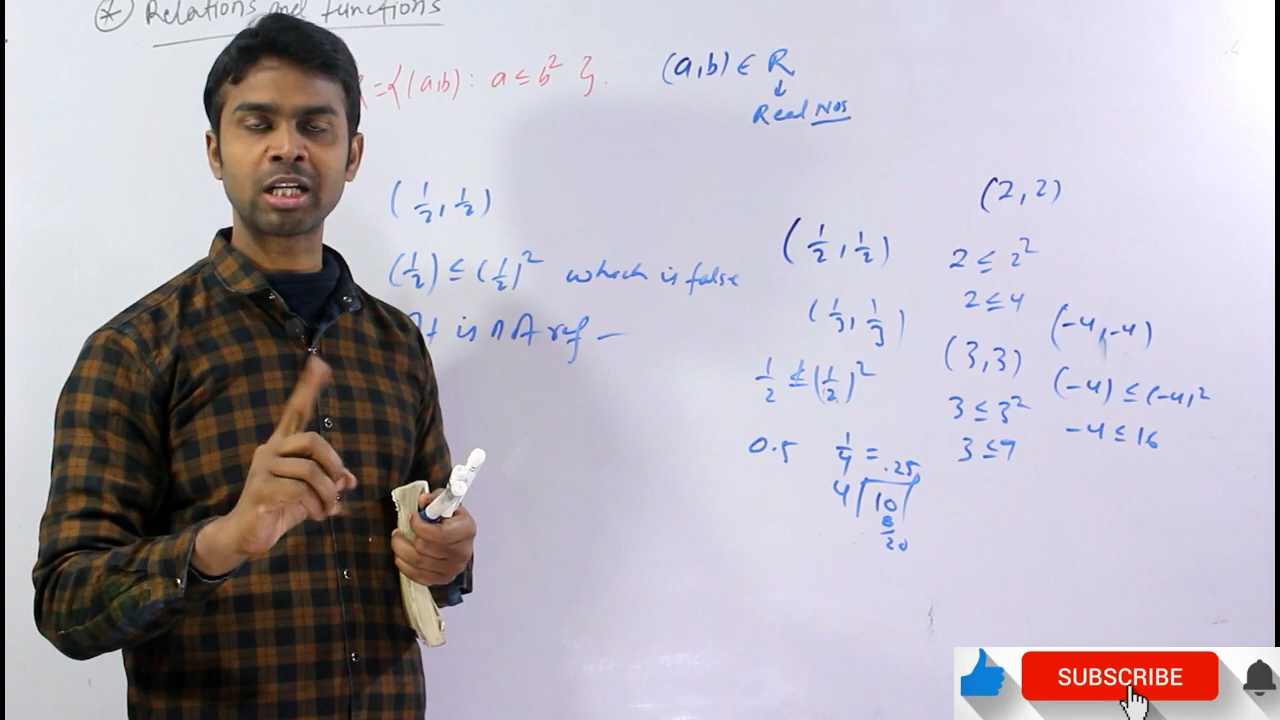 * Relations and functions
R = {(a,b) : a ≤ b² }.
(a,b) ∈ R
↓
Real Nos
(1/2, 1/2)
(1/2) ≤ (1/2)² which is false
It is not ref –
(1/2, 1/2)
(1/3, 1/3)
1/2 ≰ (1/2)²
0.5 1/4 = .25
4 10
8
20
(2,2)
2 ≤ 2²
2 ≤ 4
(3,3)
3 ≤ 3²
3 ≤ 9
(-4,-4)
(-4) ≤ (-4)²
-4 ≤ 16
SUBSCRIBE